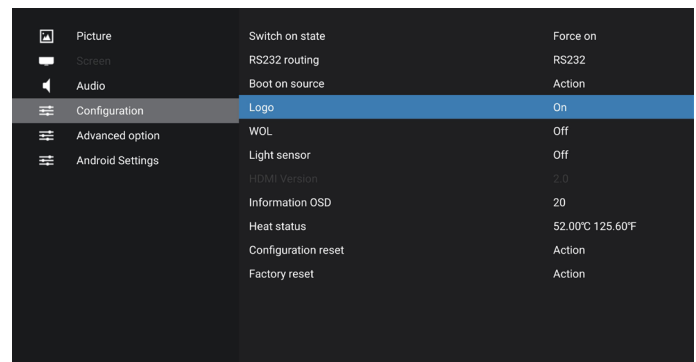 Picture
Screen
Audio
Configuration
Advanced option
Android Settings
Switch on state Force on
RS232 routing RS232
Boot on source Action
Logo On
WOL Off
Light sensor Off
HDMI Version 2.0
Information OSD 20
Heat status 52.00℃ 125.60℉
Configuration reset Action
Factory reset Action